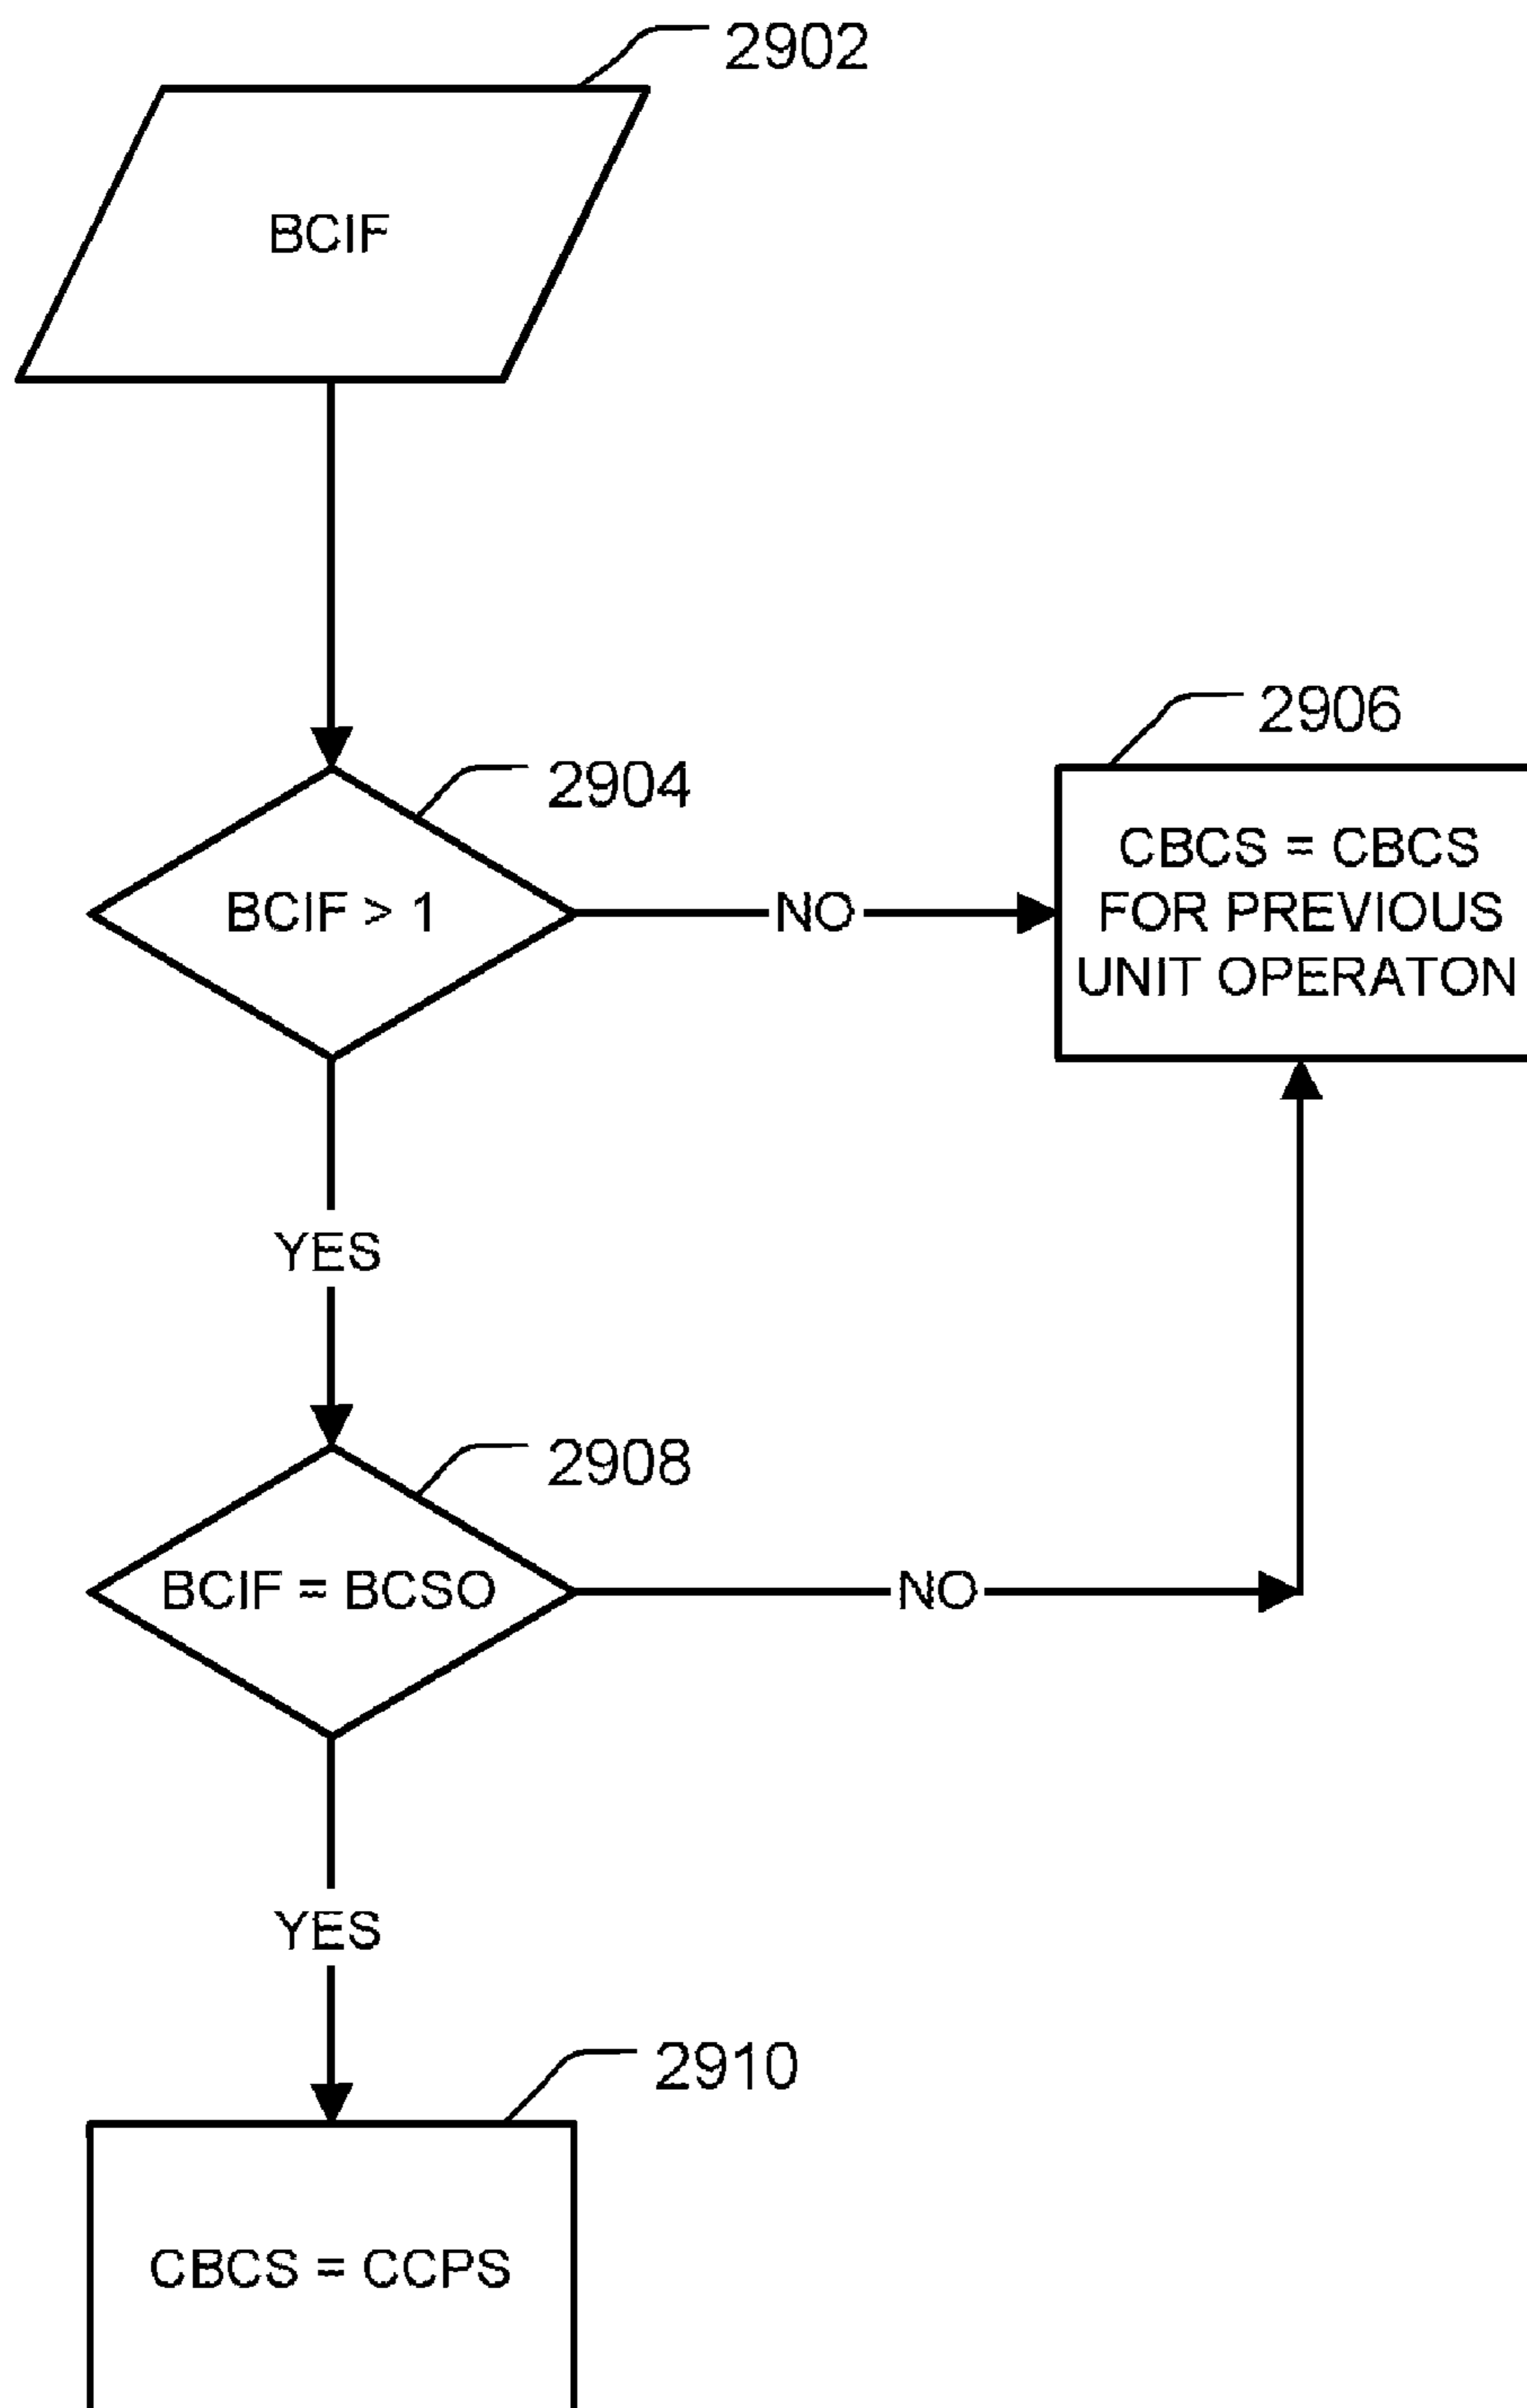 2902
BCIF
2906
2904
CBCS = CBCS
FOR PREVIOUS
UNIT OPERATON
BCIF > 1
NO
YES
2908
BCIF = BCSO
NO
YES
2910
CBCS = CCPS